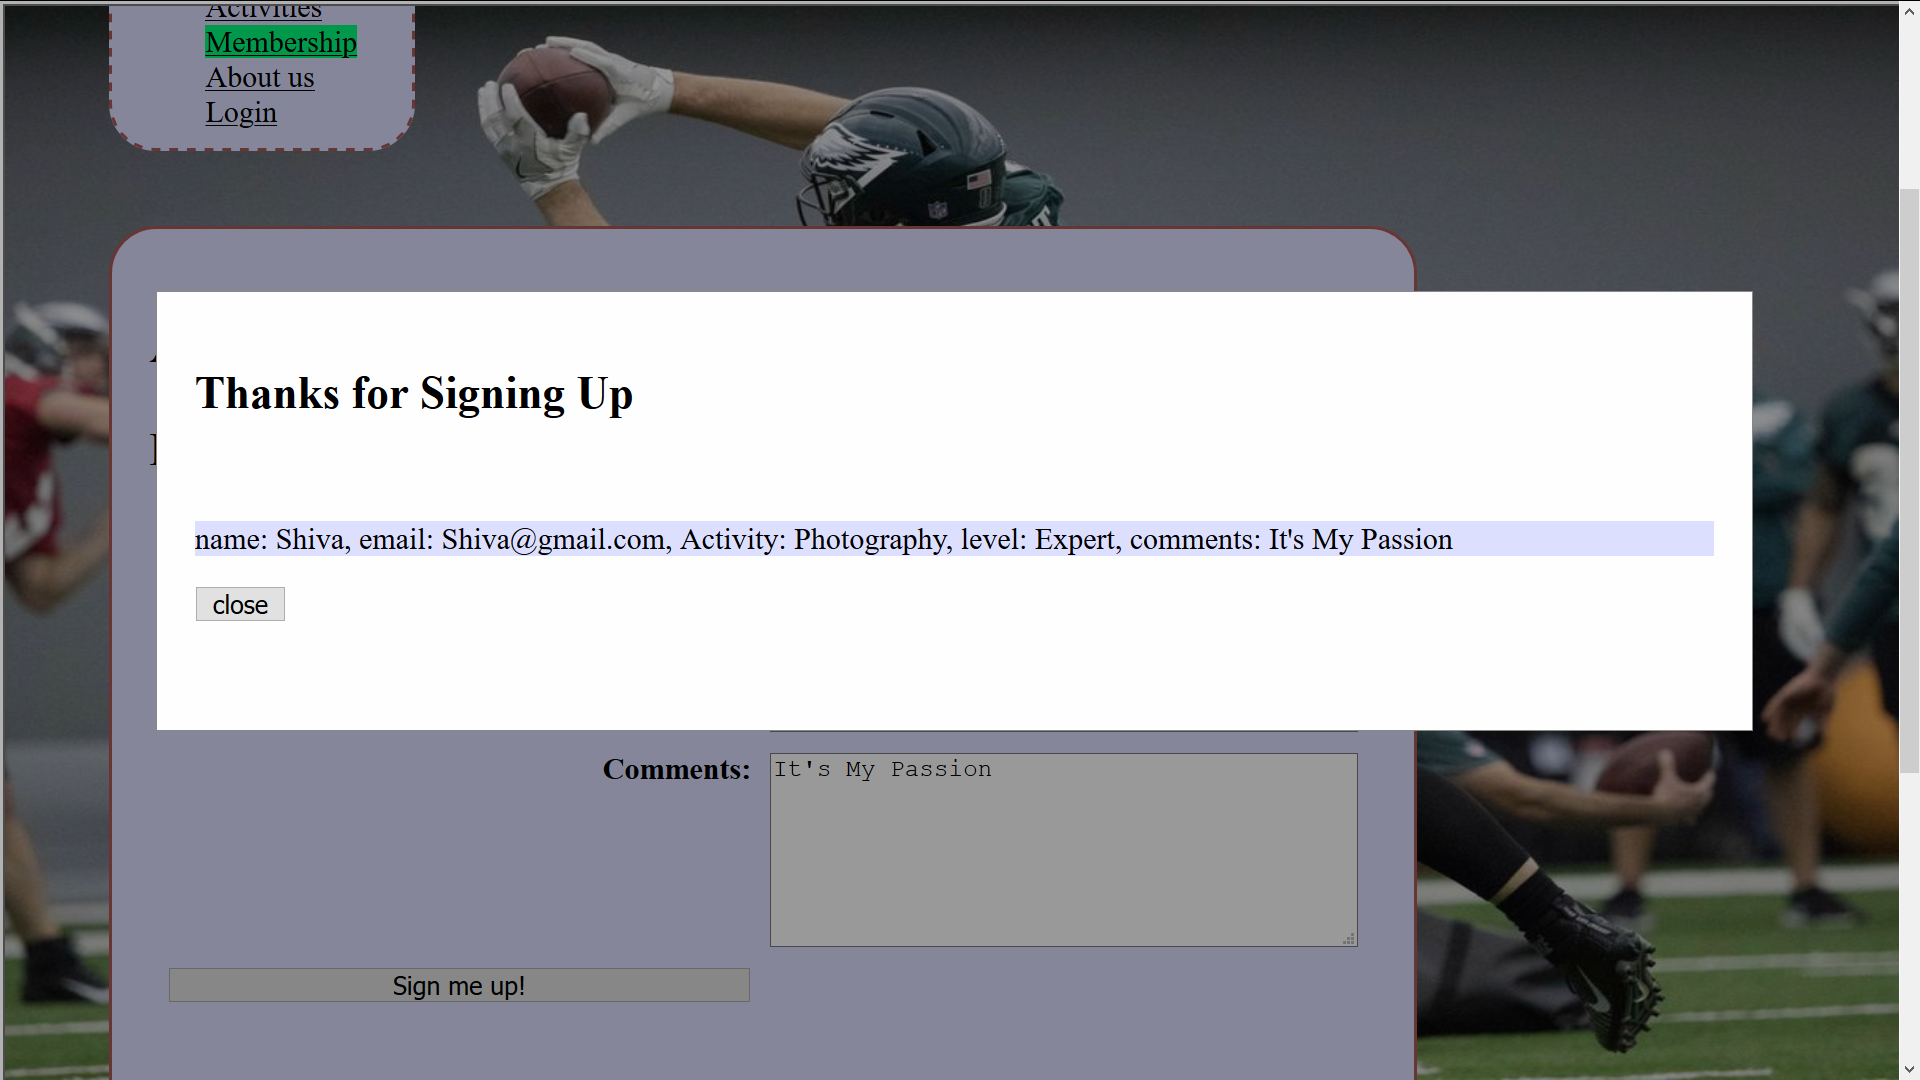 Activities
Membership
About us
Login
Thanks for Signing Up
name: Shiva, email: Shiva@gmail.com, Activity: Photography, level: Expert, comments: It's My Passion
close
Comments:
It's My Passion
Sign me up!